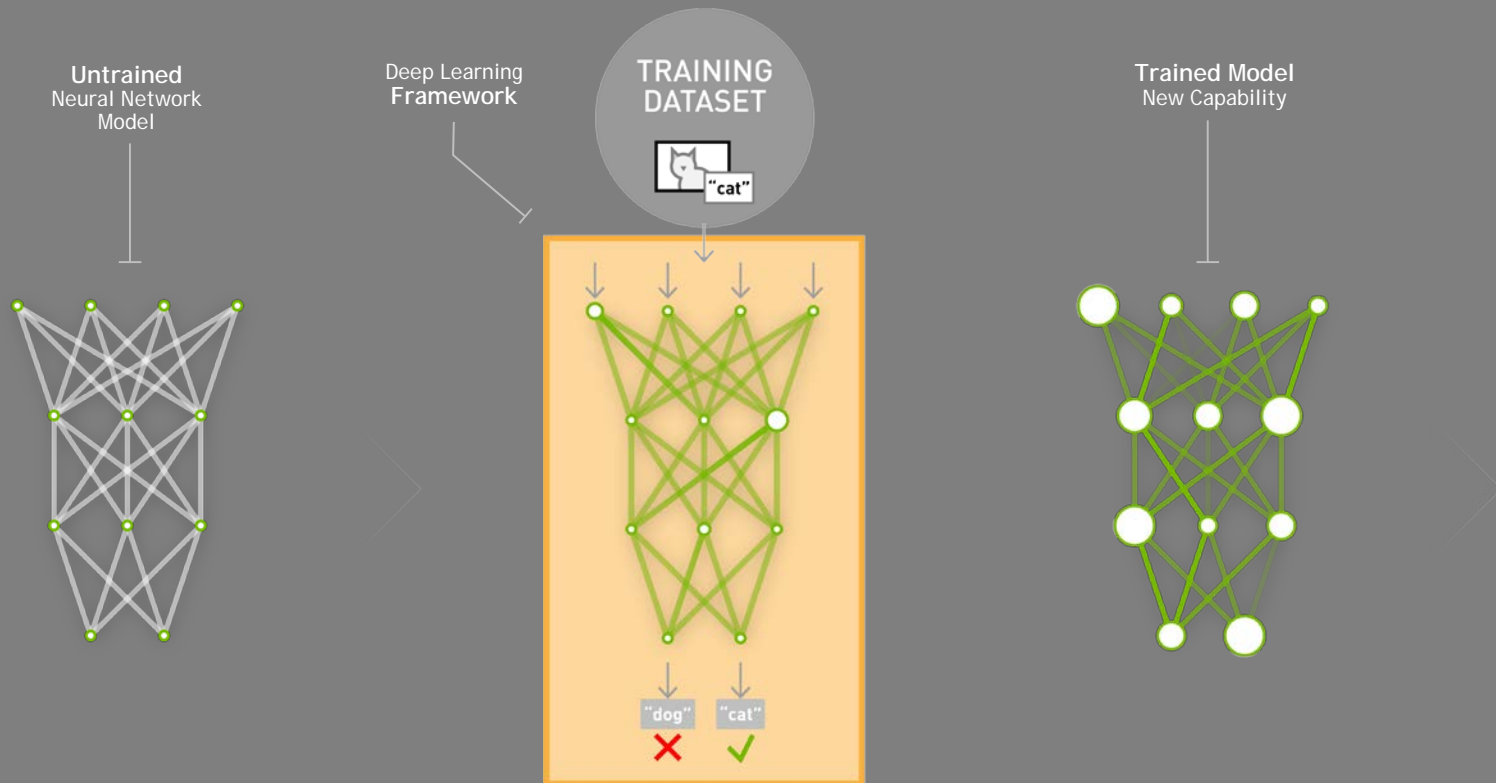 Untrained
Neural Network
Model
Deep Learning
Framework
TRAINING
DATASET
“cat”
Trained Model
New Capability
“dog”
“cat”